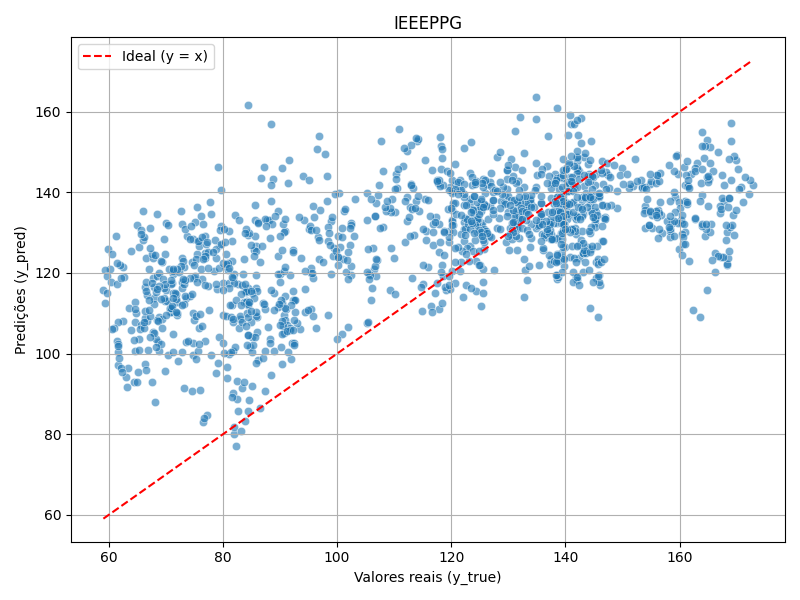 IEEEPPG
Ideal (y = x)
Predições (y_pred)
160
140
120
100
80
60
60 80 100 120 140 160
Valores reais (y_true)